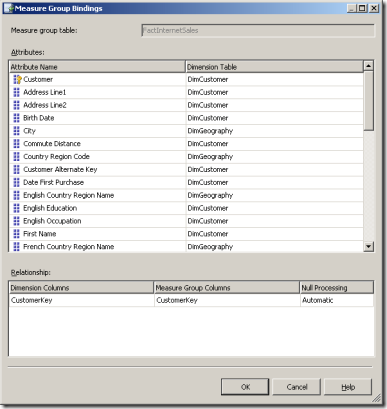 Measure Group Bindings
Measure group table: FactInternetSales
Attributes:
Attribute Name Dimension Table
Customer DimCustomer
Address Line1 DimCustomer
Address Line2 DimCustomer
Birth Date DimCustomer
City DimGeography
Commute Distance DimCustomer
Country Region Code DimGeography
Customer Alternate Key DimCustomer
Date First Purchase DimCustomer
English Country Region Name DimGeography
English Education DimCustomer
English Occupation DimCustomer
First Name DimCustomer
French Country Region Name DimGeography
Relationship:
Dimension Columns Measure Group Columns Null Processing
CustomerKey CustomerKey Automatic
OK Cancel Help